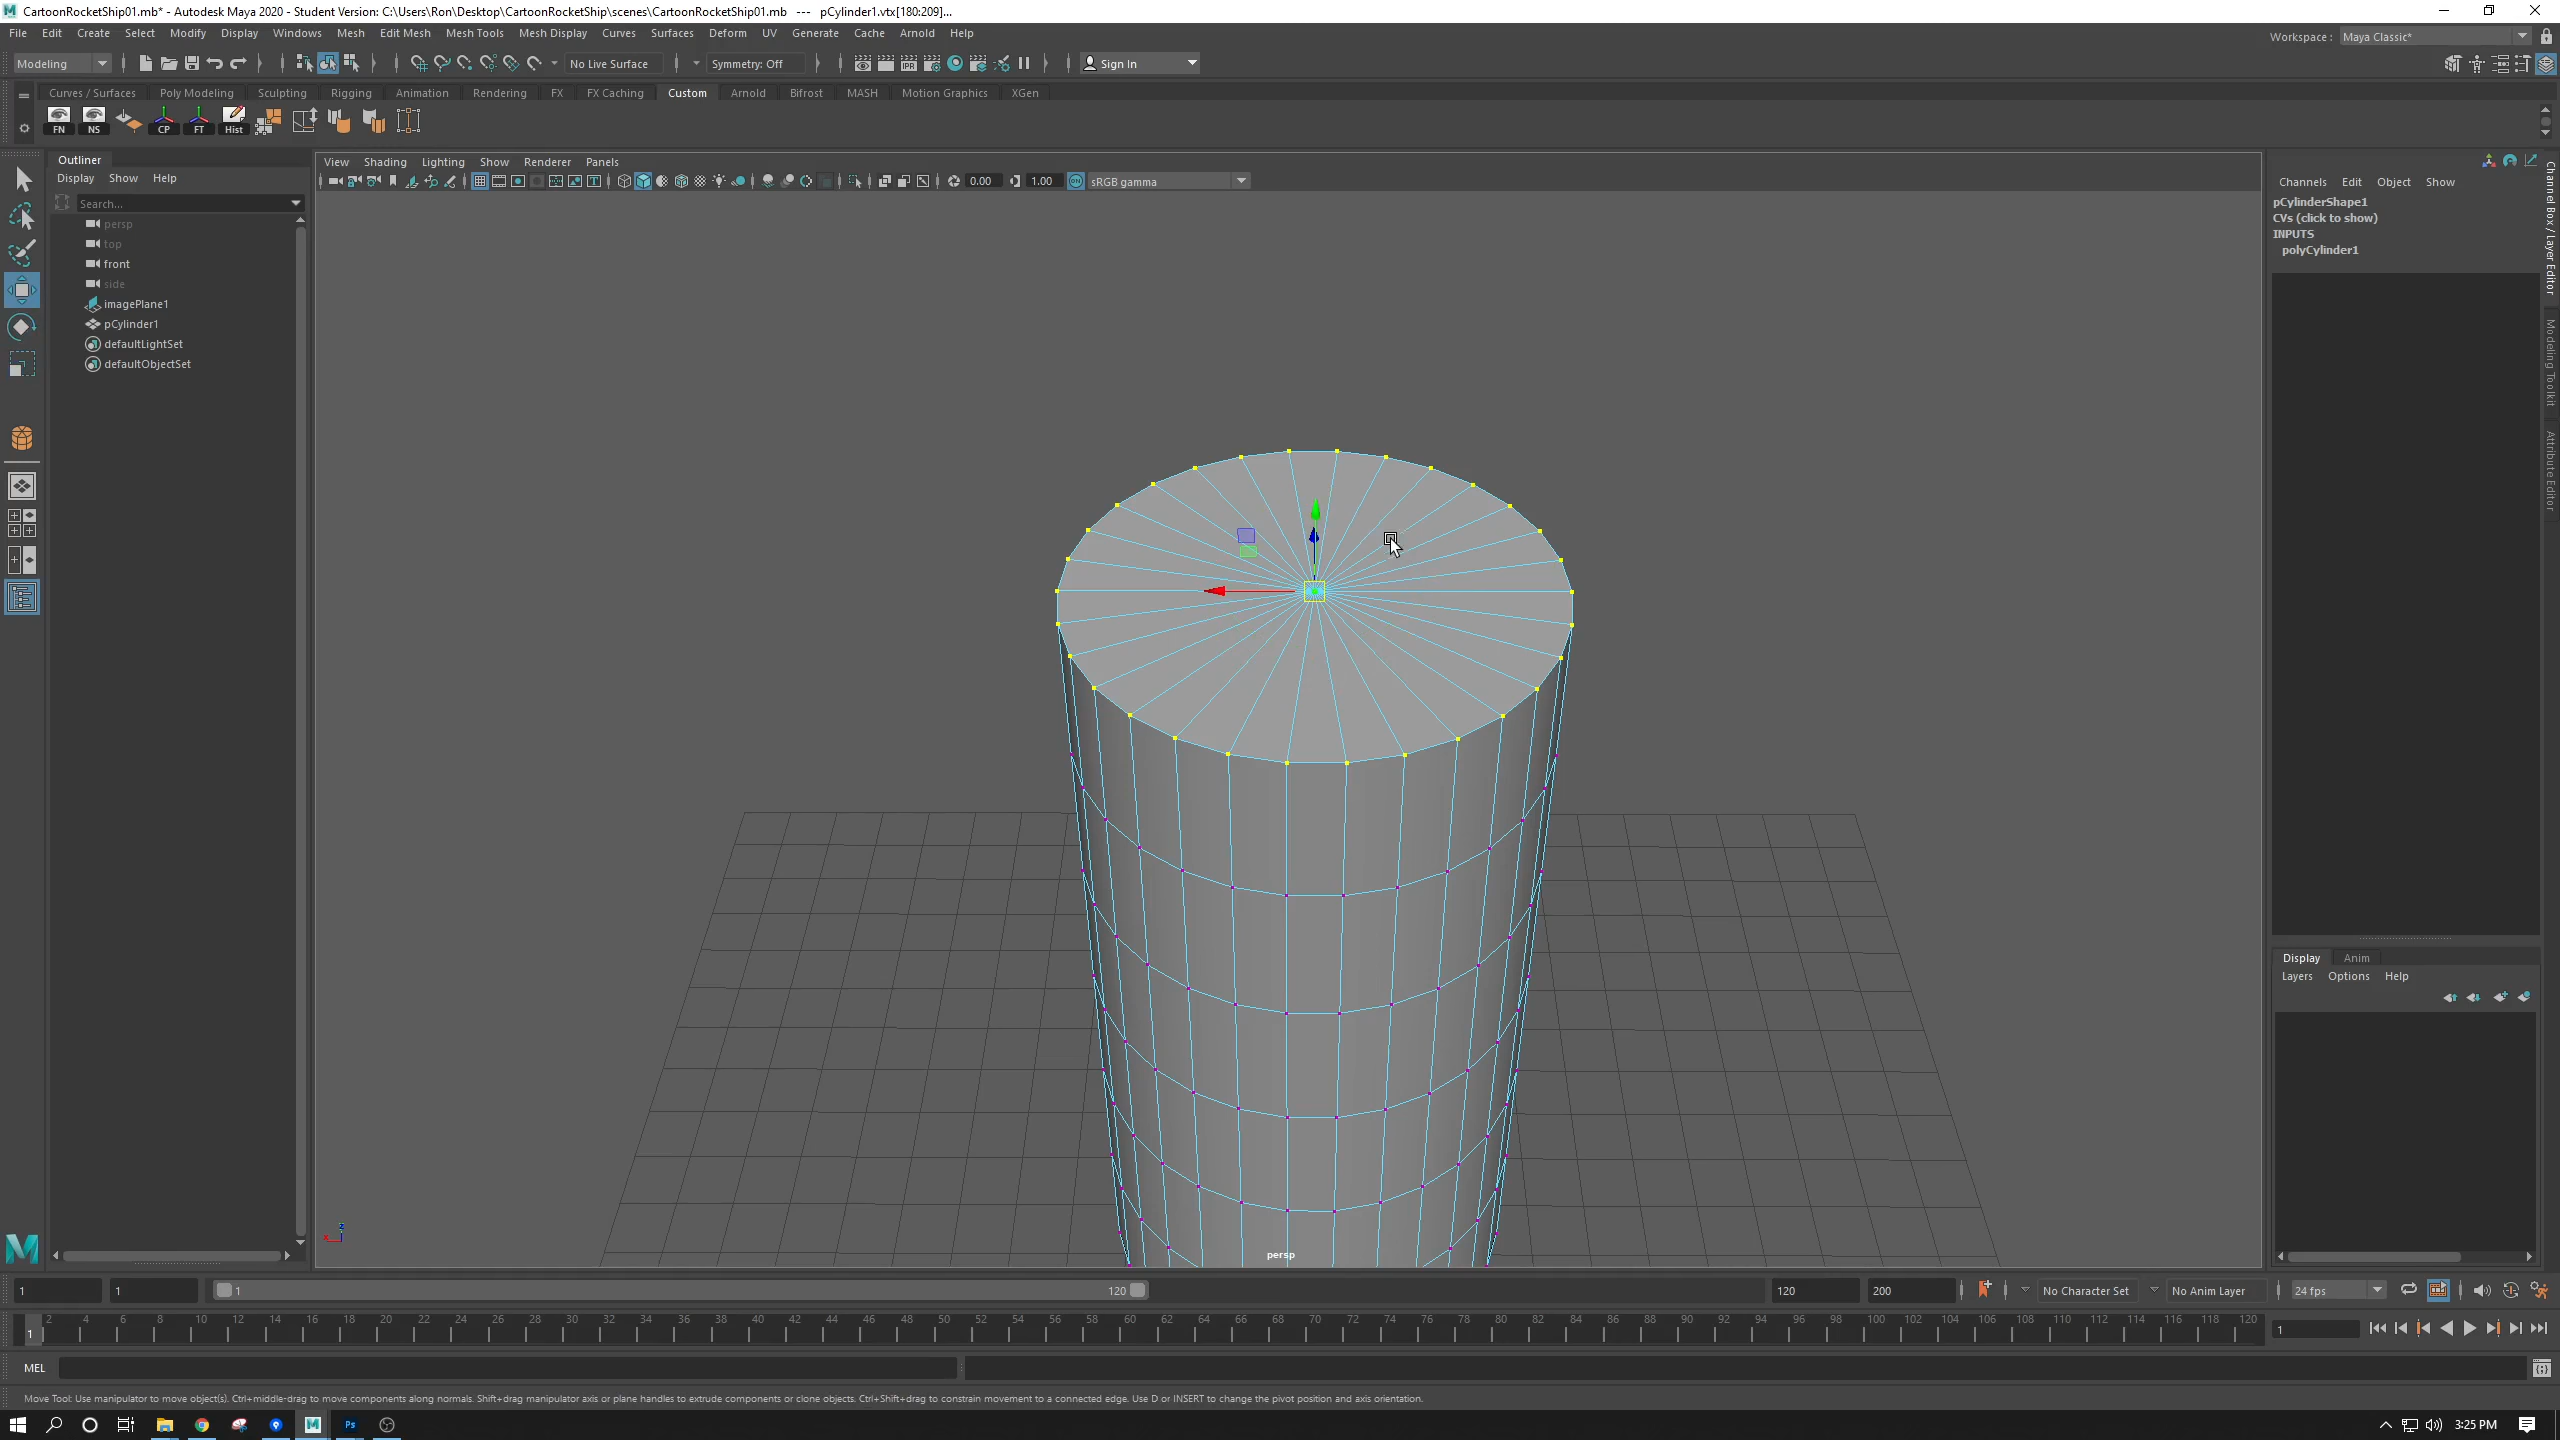 CartoonRocketShip01.mb* - Autodesk Maya 2020 - Student Version: C:\Users\Ron\Desktop\CartoonRocketShip\scenes\CartoonRocketShip01.mb --- pCylinder1.vtx[180:209]...
File Edit Create Select Modify Display Windows Mesh Edit Mesh Mesh Tools Mesh Display Curves Surfaces Deform UV Generate Cache Arnold Help
Workspace : Maya Classic*
Modeling No Live Surface Symmetry: Off IPR Sign In
Curves / Surfaces Poly Modeling Sculpting Rigging Animation Rendering FX FX Caching Custom Arnold Bifrost MASH Motion Graphics XGen
FN NS CP FT Hist
Outliner
Display Show Help
Search...
persp
top
front
side
imagePlane1
pCylinder1
defaultLightSet
defaultObjectSet
View Shading Lighting Show Renderer Panels
0.00 1.00 ON sRGB gamma
persp
Channels Edit Object Show
pCylinderShape1
CVs (click to show)
INPUTS
polyCylinder1
Channel Box / Layer Editor
Modeling Toolkit
Attribute Editor
Display Anim
Layers Options Help
1 1 1 120 120 200 No Character Set No Anim Layer 24 fps
1 2 4 6 8 10 12 14 16 18 20 22 24 26 28 30 32 34 36 38 40 42 44 46 48 50 52 54 56 58 60 62 64 66 68 70 72 74 76 78 80 82 84 86 88 90 92 94 96 98 100 102 104 106 108 110 112 114 116 118 120 1
MEL
Move Tool: Use manipulator to move object(s). Ctrl+middle-drag to move components along normals. Shift+drag manipulator axis or plane handles to extrude components or clone objects. Ctrl+Shift+drag to constrain movement to a connected edge. Use D or INSERT to change the pivot position and axis orientation.
Ps 3:25 PM